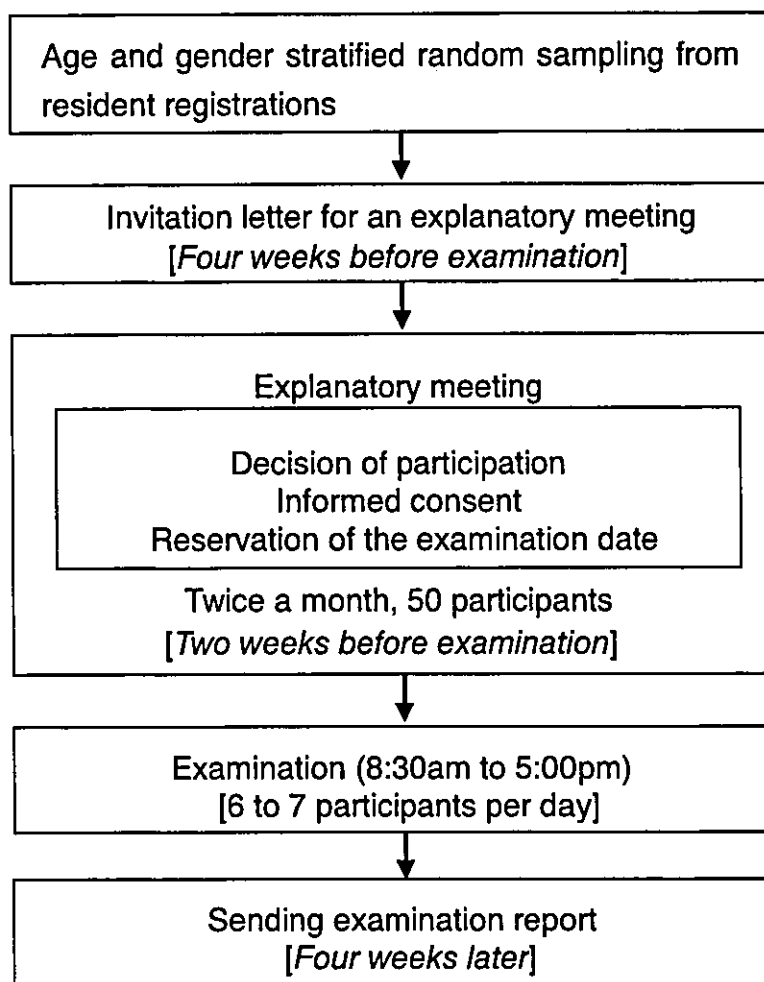 Age and gender stratified random sampling from
resident registrations
Invitation letter for an explanatory meeting
[Four weeks before examination]
Explanatory meeting
Decision of participation
Informed consent
Reservation of the examination date
Twice a month, 50 participants
[Two weeks before examination]
Examination (8:30am to 5:00pm)
[6 to 7 participants per day]
Sending examination report
[Four weeks later]